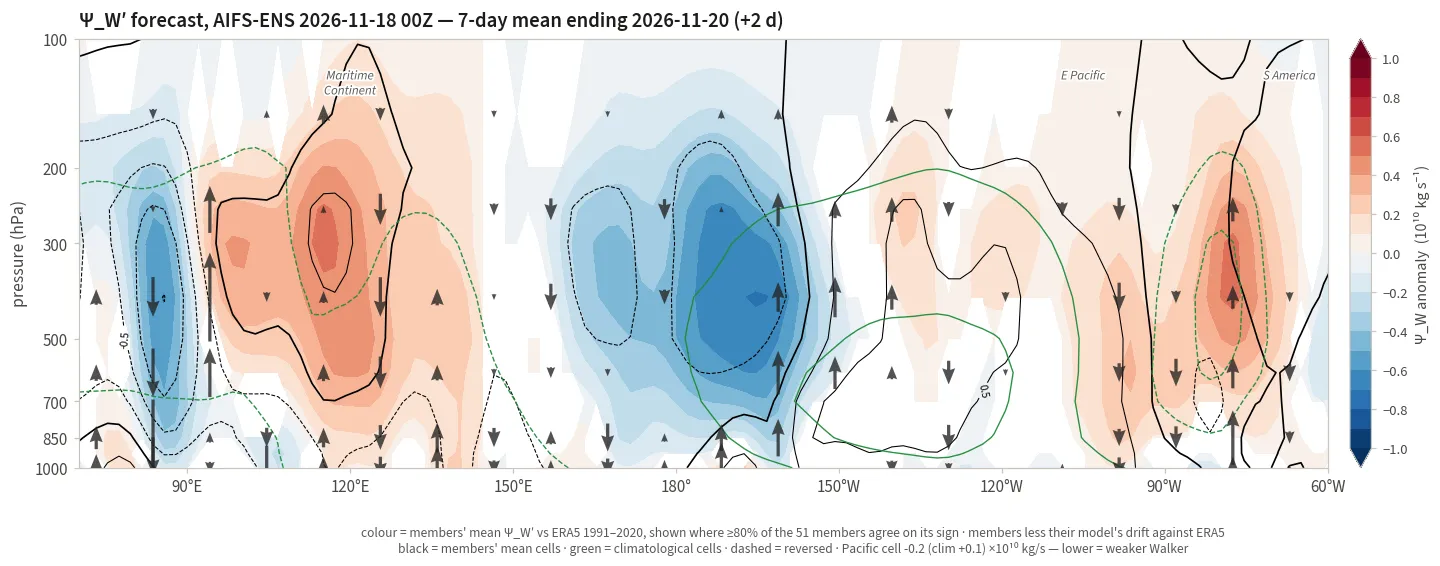 Ψ_W′ forecast, AIFS-ENS 2026-11-18 00Z — 7-day mean ending 2026-11-20 (+2 d)
pressure (hPa)
100
200
300
400
500
700
850
1000
Maritime
Continent
E Pacific
S America
-0.5
0.5
90°E
120°E
150°E
180°
150°W
120°W
90°W
60°W
1.0
0.8
0.6
0.4
0.2
0.0
−0.2
−0.4
−0.6
−0.8
−1.0
Ψ_W anomaly (10¹⁰ kg s⁻¹)
colour = members' mean Ψ_W′ vs ERA5 1991–2020, shown where ≥80% of the 51 members agree on its sign · members less their model's drift against ERA5
black = members' mean cells · green = climatological cells · dashed = reversed · Pacific cell -0.2 (clim +0.1) ×10¹⁰ kg/s — lower = weaker Walker